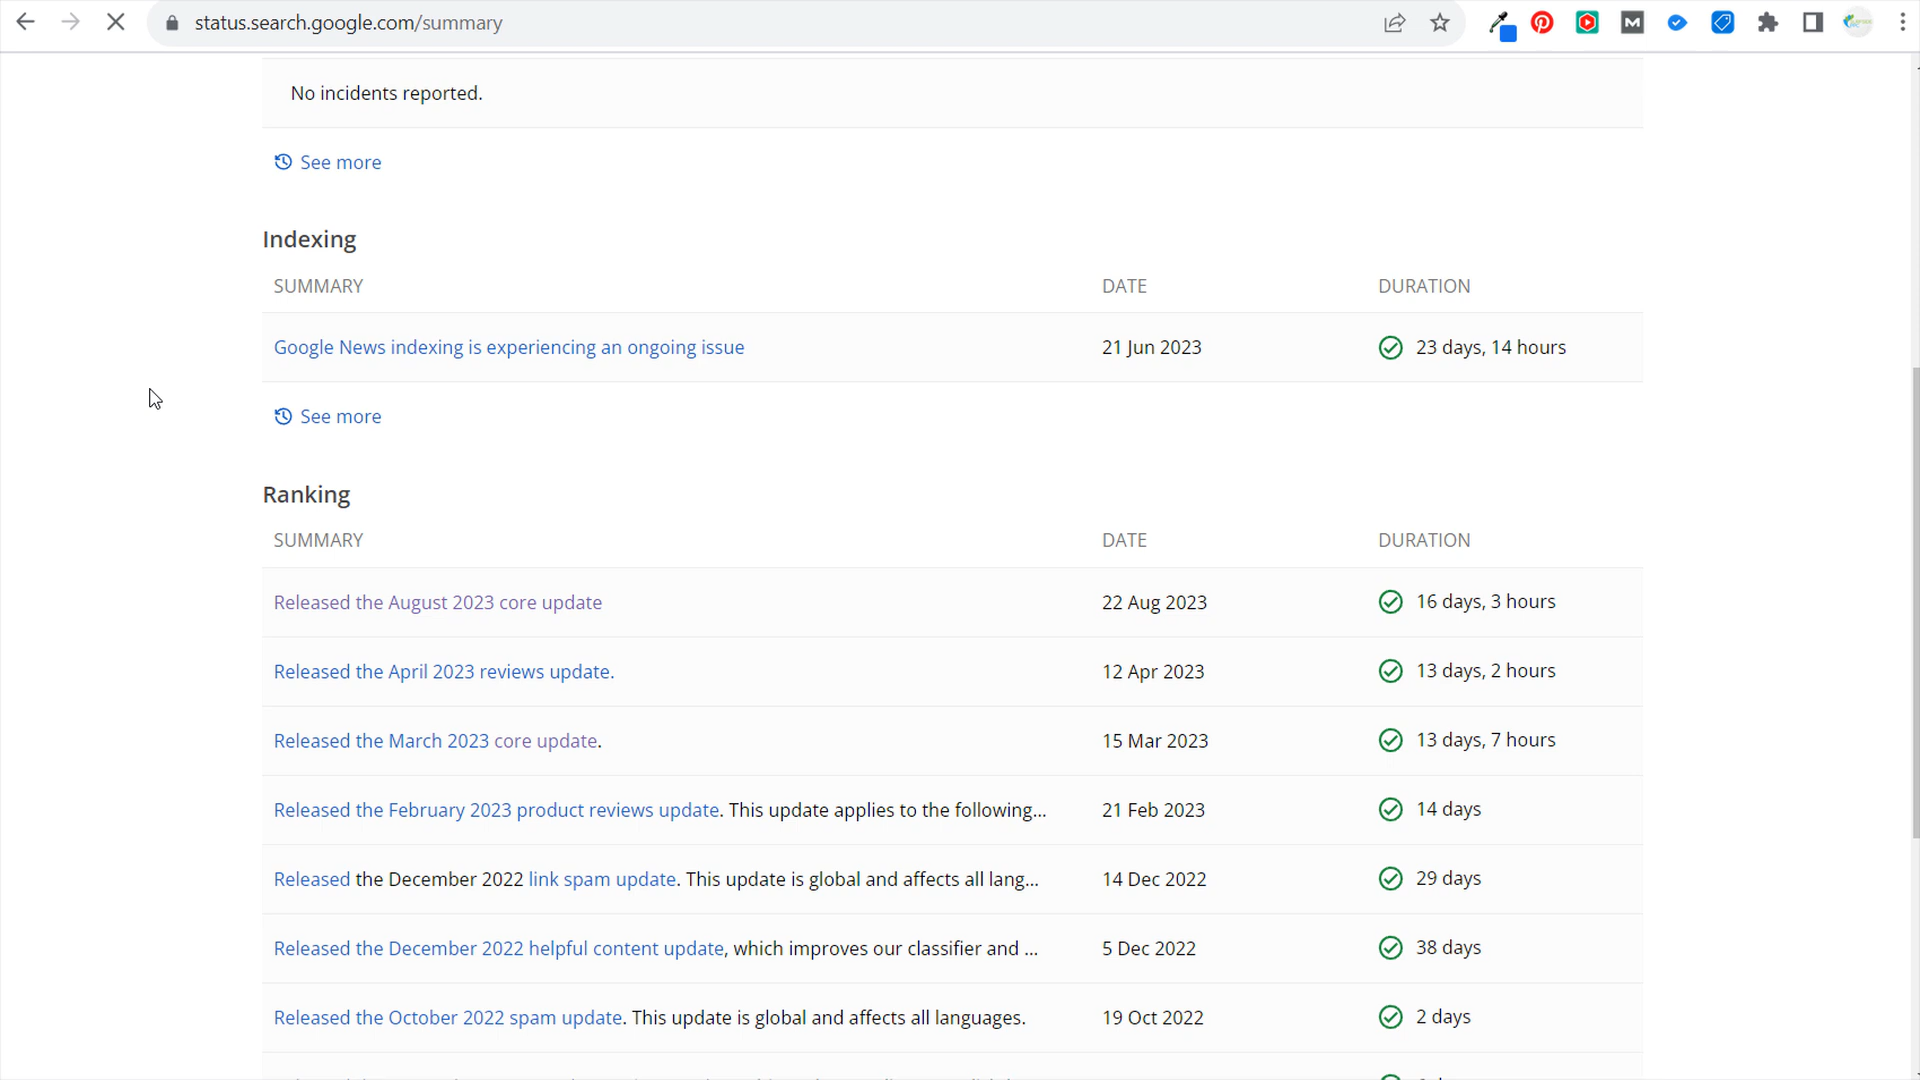 status.search.google.com/summary
No incidents reported.
See more
Indexing
SUMMARY DATE DURATION
Google News indexing is experiencing an ongoing issue 21 Jun 2023 23 days, 14 hours
See more
Ranking
SUMMARY DATE DURATION
Released the August 2023 core update 22 Aug 2023 16 days, 3 hours
Released the April 2023 reviews update. 12 Apr 2023 13 days, 2 hours
Released the March 2023 core update. 15 Mar 2023 13 days, 7 hours
Released the February 2023 product reviews update. This update applies to the following... 21 Feb 2023 14 days
Released the December 2022 link spam update. This update is global and affects all lang... 14 Dec 2022 29 days
Released the December 2022 helpful content update, which improves our classifier and ... 5 Dec 2022 38 days
Released the October 2022 spam update. This update is global and affects all languages. 19 Oct 2022 2 days